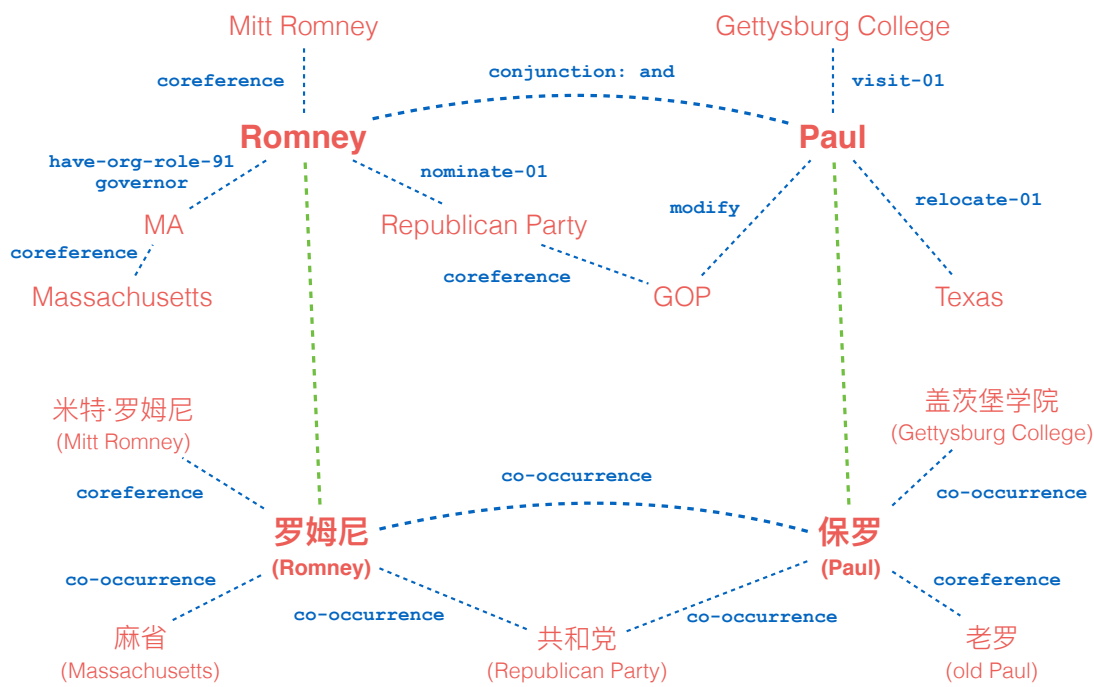 Mitt Romney
Gettysburg College
coreference
conjunction: and
visit-01
Romney
Paul
have-org-role-91
governor
nominate-01
modify
relocate-01
MA
Republican Party
coreference
coreference
Massachusetts
GOP
Texas
米特·罗姆尼
(Mitt Romney)
盖茨堡学院
(Gettysburg College)
coreference
co-occurrence
co-occurrence
罗姆尼
(Romney)
保罗
(Paul)
co-occurrence
co-occurrence
co-occurrence
coreference
麻省
(Massachusetts)
共和党
(Republican Party)
老罗
(old Paul)